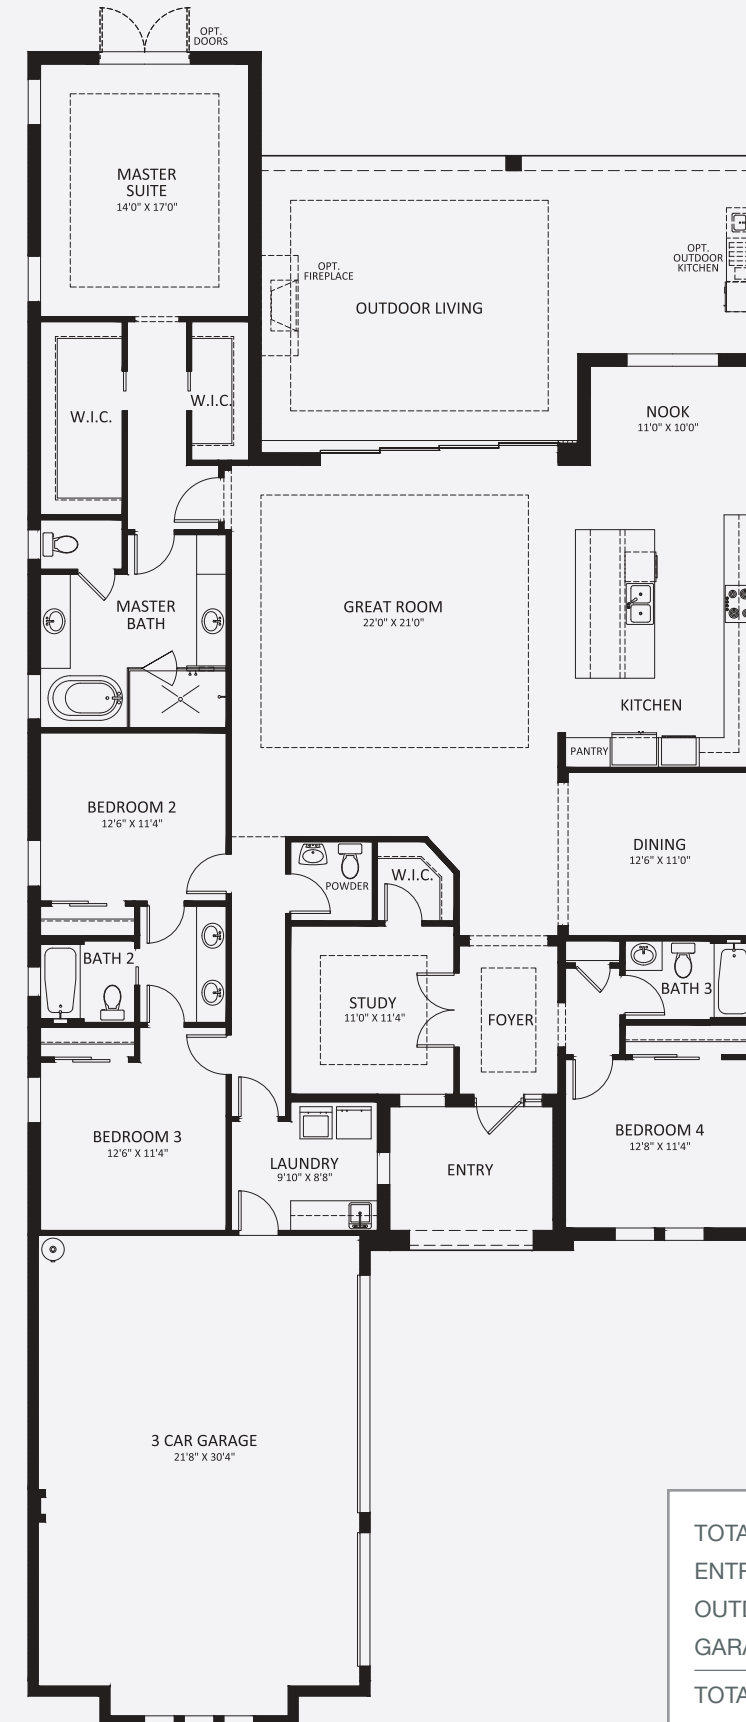 OPT.
DOORS
MASTER
SUITE
14'0" X 17'0"
OPT.
FIREPLACE
OPT.
OUTDOOR
KITCHEN
OUTDOOR LIVING
W.I.C.
W.I.C.
NOOK
11'0" X 10'0"
MASTER
BATH
GREAT ROOM
22'0" X 21'0"
KITCHEN
PANTRY
BEDROOM 2
12'6" X 11'4"
DINING
12'6" X 11'0"
POWDER
W.I.C.
BATH 2
STUDY
11'0" X 11'4"
FOYER
BATH 3
BEDROOM 3
12'6" X 11'4"
LAUNDRY
9'10" X 8'8"
ENTRY
BEDROOM 4
12'8" X 11'4"
3 CAR GARAGE
21'8" X 30'4"